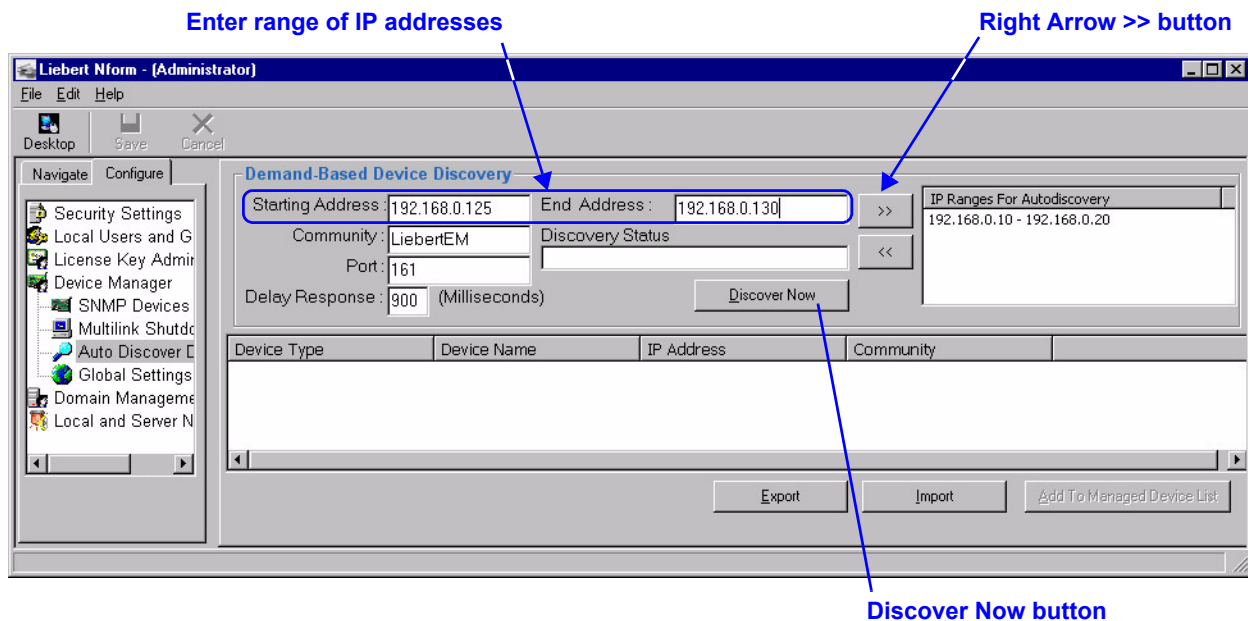 Enter range of IP addresses
Right Arrow >> button
Liebert Nform - (Administrator)
File Edit Help
Desktop Save Cancel
Navigate Configure
Security Settings
Local Users and G
License Key Admir
Device Manager
SNMP Devices
Multilink Shutdo
Auto Discover D
Global Settings
Domain Manageme
Local and Server N
Demand-Based Device Discovery
Starting Address : 192.168.0.125 End Address : 192.168.0.130
>>
Community : LiebertEM Discovery Status
<<
Port : 161
Delay Response : 900 (Milliseconds)
Discover Now
IP Ranges For Autodiscovery
192.168.0.10 - 192.168.0.20
Device Type Device Name IP Address Community
Export Import Add To Managed Device List
Discover Now button